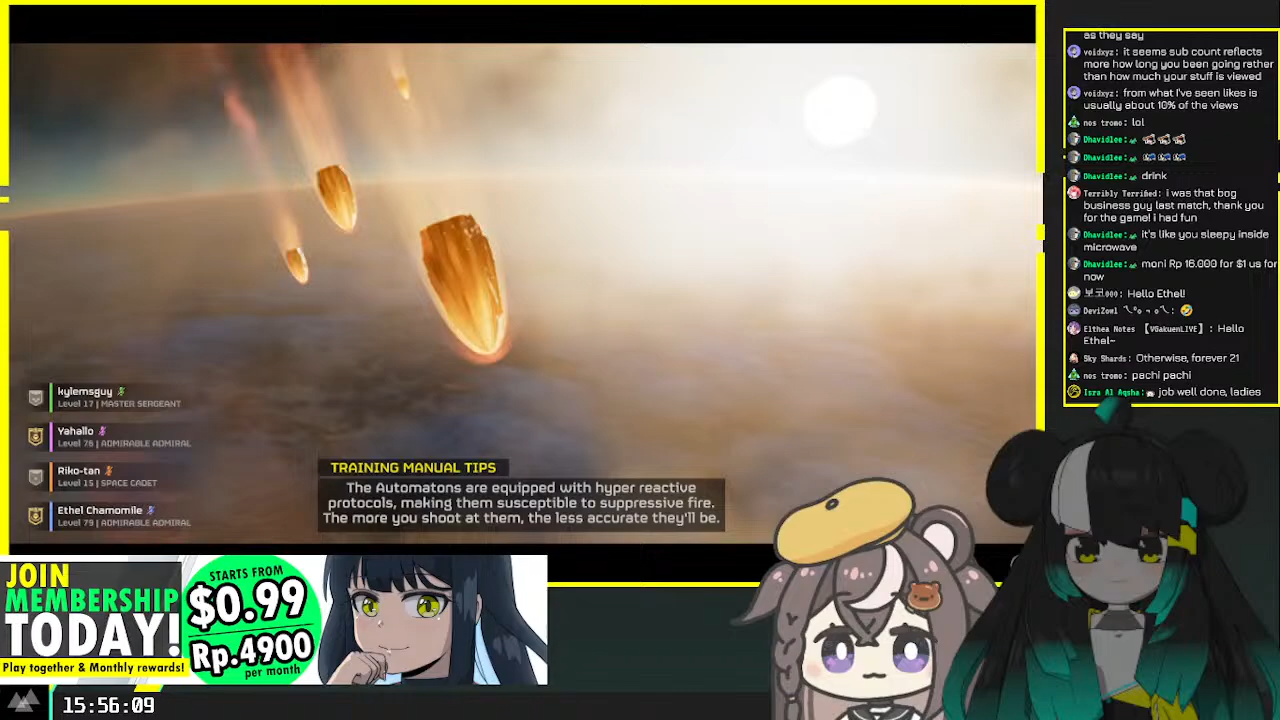 as they say
voidxyz: it seems sub count reflects
more how long you been going rather
than how much your stuff is viewed
voidxyz: from what I've seen likes is
usually about 10% of the views
nos tromo: lol
Dhavidlee:
Dhavidlee:
Dhavidlee: drink
Terribly Terrified: i was that bag
business guy last match, thank you
for the game! i had fun
Dhavidlee: it's like you sleepy inside
microwave
Dhavidlee: moni Rp 16.000 for $1 us for
now
보코000: Hello Ethel!
DeviZowl
Elthea Notes 【VGakuenLIVE】: Hello
Ethel~
Sky Shards: Otherwise, forever 21
nos tromo: pachi pachi
Isra Al Aqsha: job well done, ladies
kylemsguy
Level 17 | MASTER SERGEANT
Yahallo
Level 76 | ADMIRABLE ADMIRAL
Riko-tan
Level 15 | SPACE CADET
Ethel Chamomile
Level 79 | ADMIRABLE ADMIRAL
TRAINING MANUAL TIPS
The Automatons are equipped with hyper reactive
protocols, making them susceptible to suppressive fire.
The more you shoot at them, the less accurate they'll be.
JOIN
MEMBERSHIP
TODAY!
Play together & Monthly rewards!
STARTS FROM
$0.99
Rp.4900
per month
15:56:09